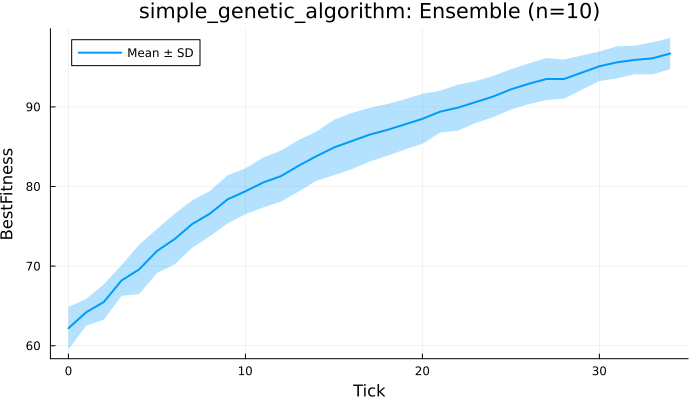 simple_genetic_algorithm: Ensemble (n=10)
Mean ± SD
BestFitness
90
80
70
60
0
10
20
30
Tick